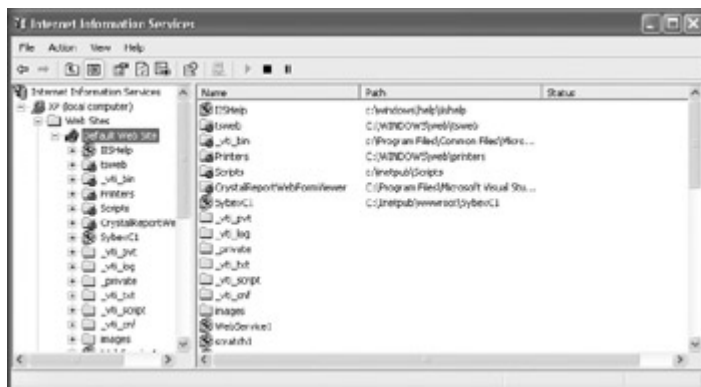 Internet Information Services
File Action View Help
Internet Information Services
XP (local computer)
Web Sites
Default Web Site
IISHelp
tsweb
_vti_bin
Printers
Scripts
CrystalReportWe
SybexC1
_vti_pvt
_vti_log
_private
_vti_txt
_vti_script
_vti_cnf
images
Name Path Status
IISHelp c:\windows\help\iishelp
tsweb C:\WINDOWS\web\tsweb
_vti_bin c:\Program Files\Common Files\Micro...
Printers C:\WINDOWS\web\printers
Scripts c:\inetpub\Scripts
CrystalReportWebFormViewer C:\Program Files\Microsoft Visual Stu...
SybexC1 C:\Inetpub\wwwroot\SybexC1
_vti_pvt
_vti_log
_private
_vti_txt
_vti_script
_vti_cnf
images
WebService1
scratch1